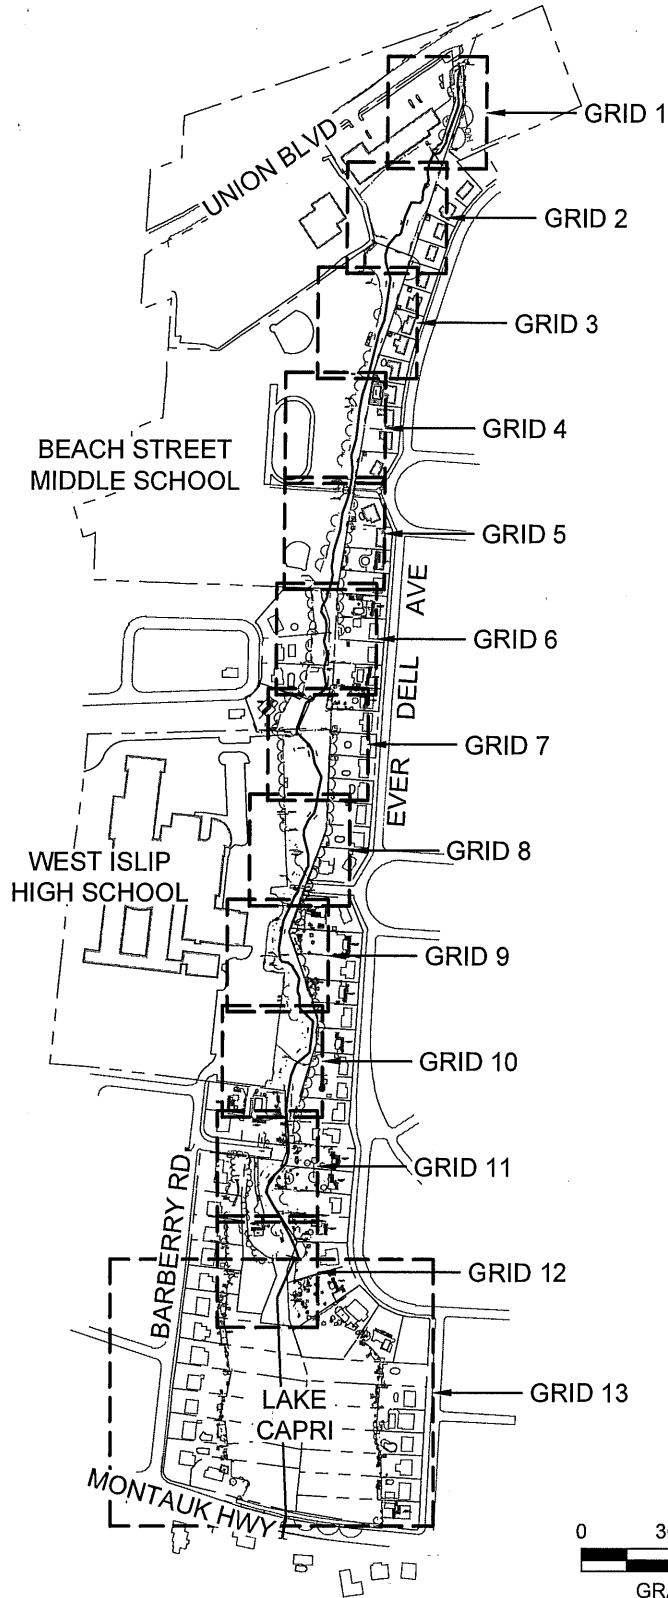 GRID 1
UNION BLVD
GRID 2
GRID 3
GRID 4
BEACH STREET
MIDDLE SCHOOL
GRID 5
EVER DELL AVE
GRID 6
GRID 7
GRID 8
WEST ISLIP
HIGH SCHOOL
GRID 9
GRID 10
GRID 11
BARBERRY RD
GRID 12
GRID 13
LAKE
CAPRI
MONTAUK HWY
0